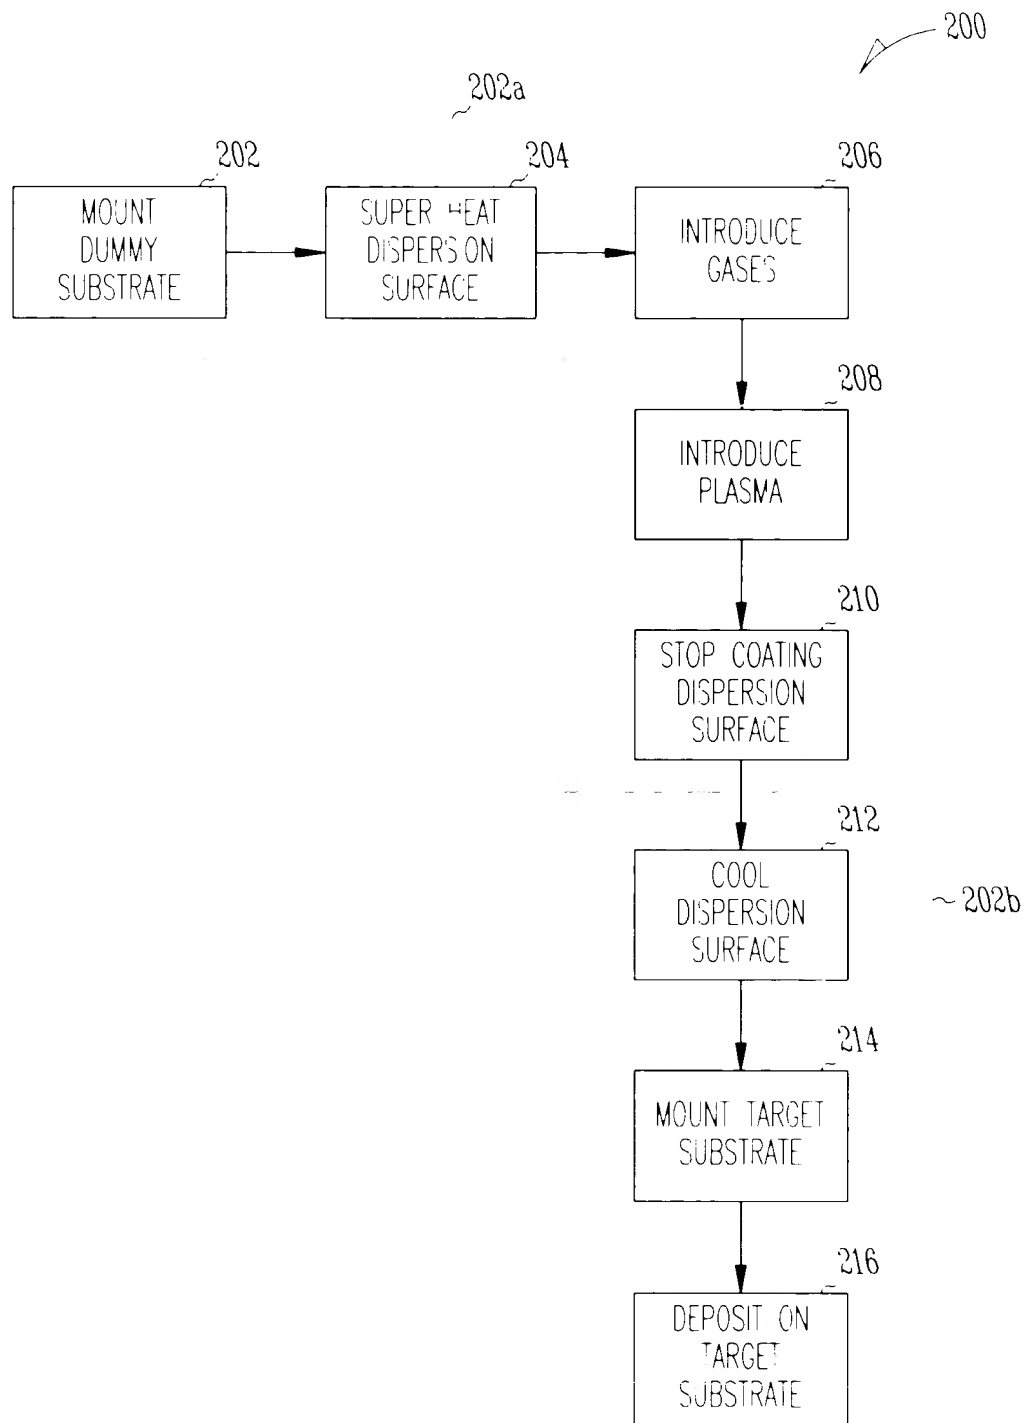 200
202a
202
MOUNT
DUMMY
SUBSTRATE
204
SUPER HEAT
DISPERSION
SURFACE
206
INTRODUCE
GASES
208
INTRODUCE
PLASMA
210
STOP COATING
DISPERSION
SURFACE
212
COOL
DISPERSION
SURFACE
202b
214
MOUNT TARGET
SUBSTRATE
216
DEPOSIT ON
TARGET
SUBSTRATE